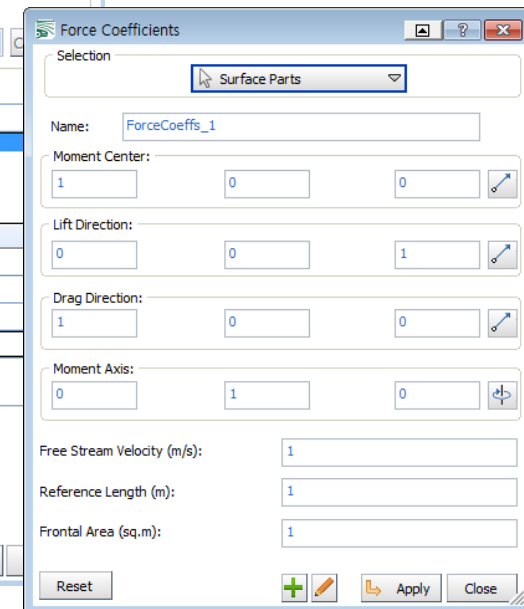 Force Coefficients
Selection
Surface Parts
Name: ForceCoeffs_1
Moment Center:
1 0 0
Lift Direction:
0 0 1
Drag Direction:
1 0 0
Moment Axis:
0 1 0
Free Stream Velocity (m/s): 1
Reference Length (m): 1
Frontal Area (sq.m): 1
Reset Apply Close